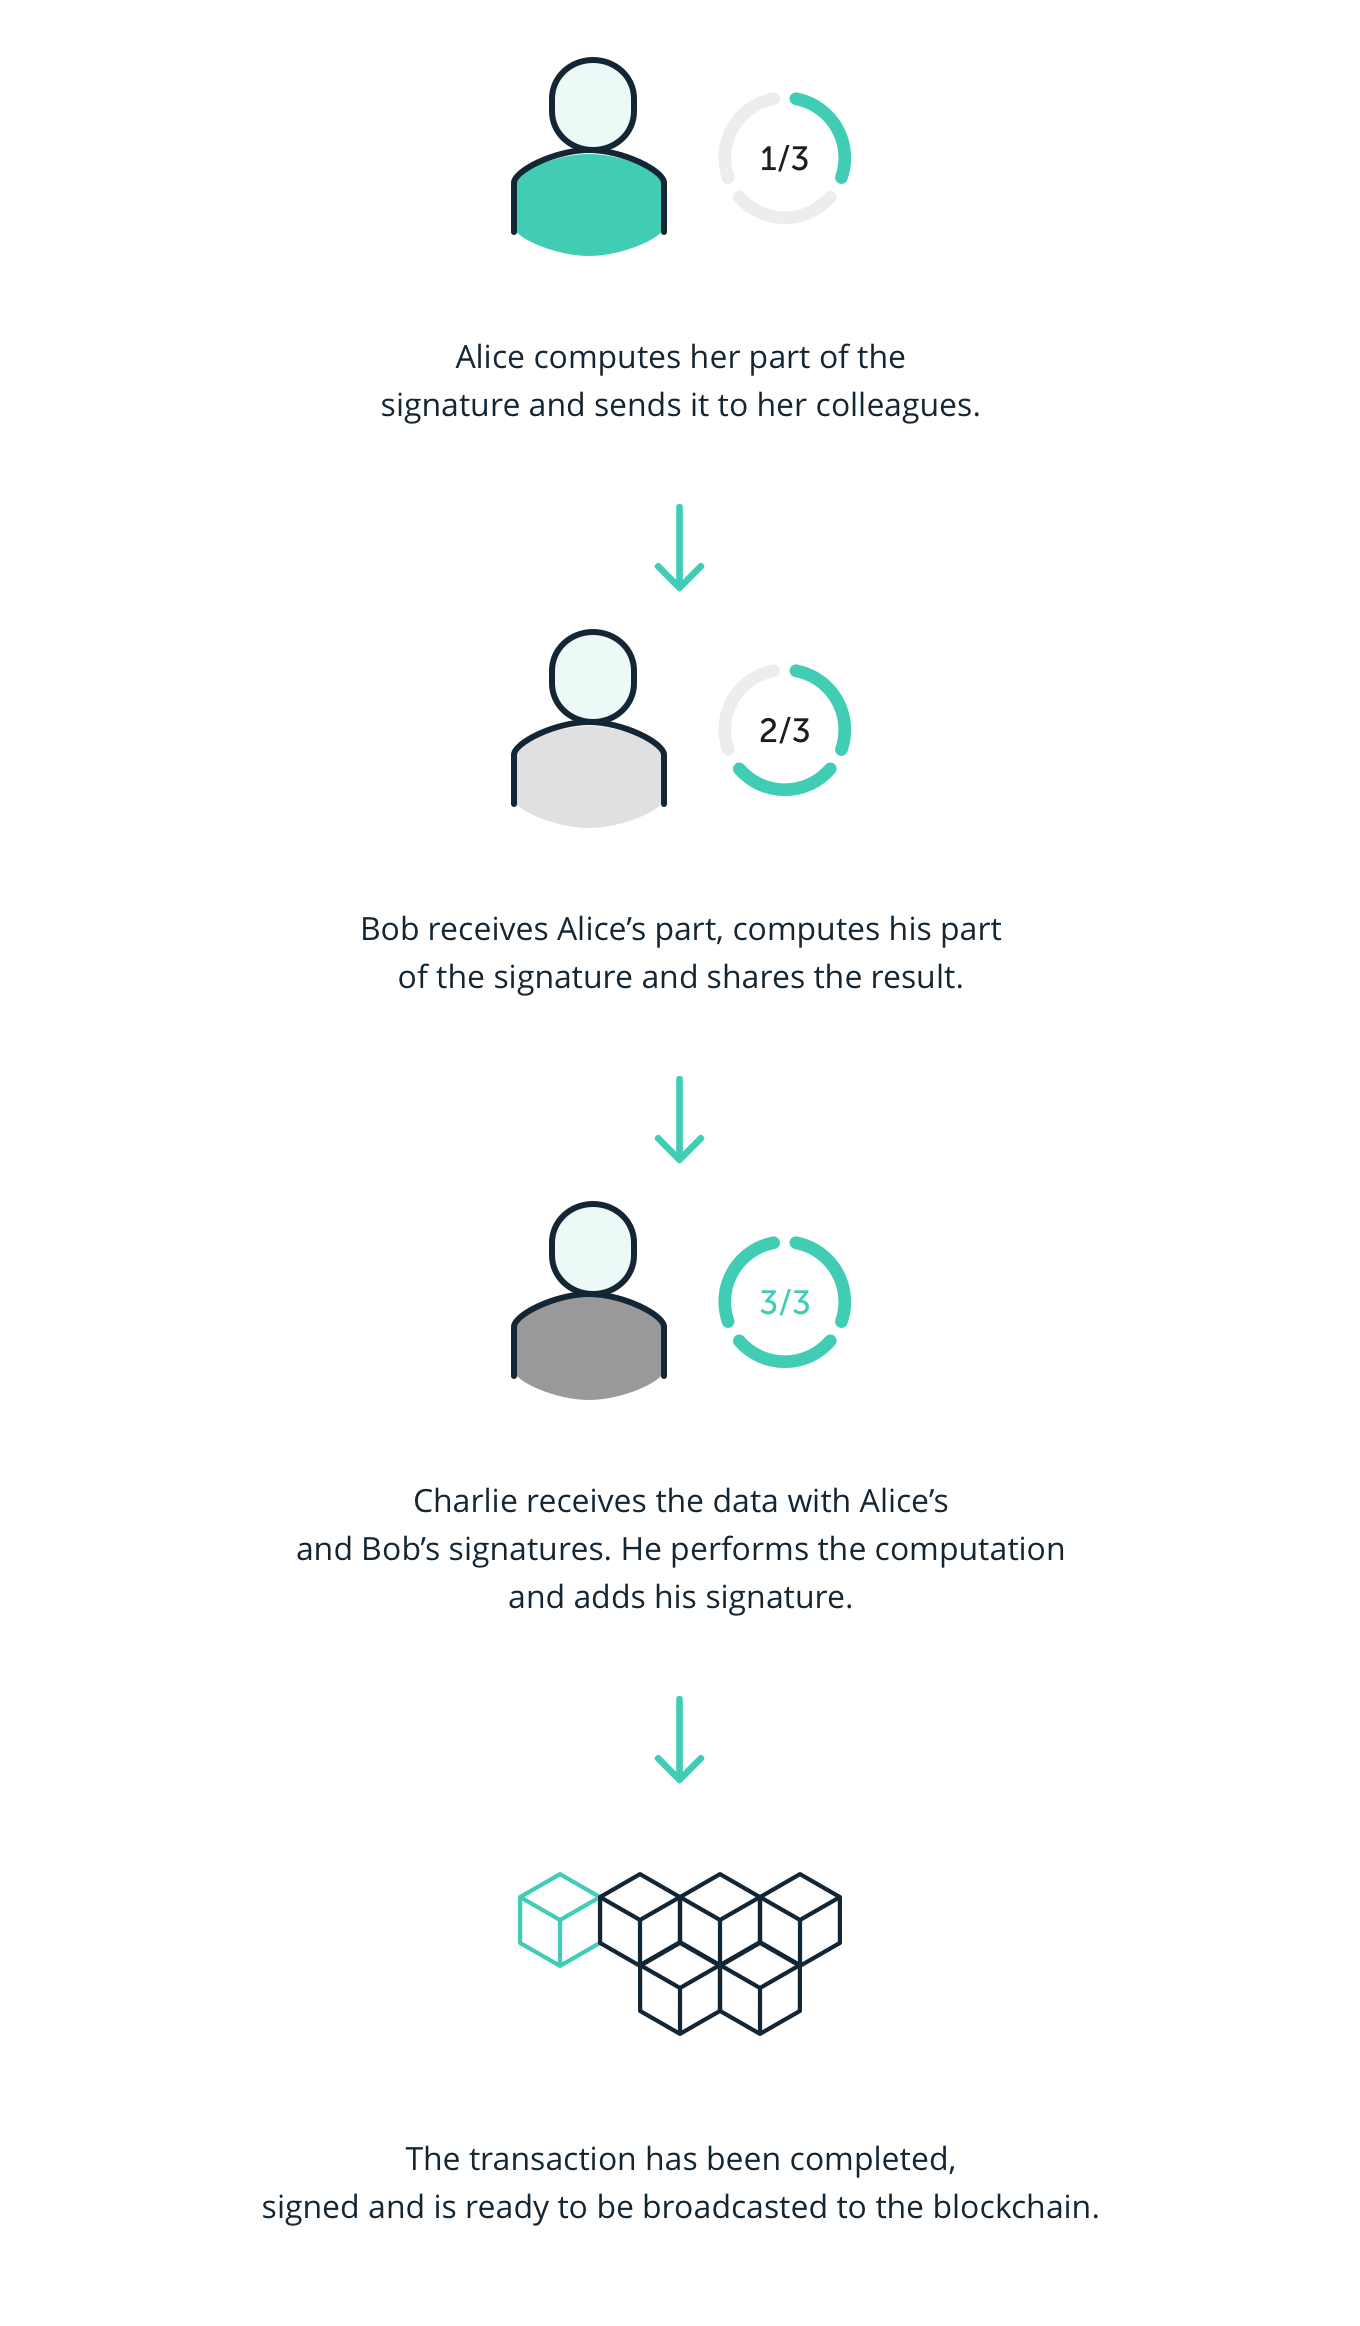 1/3
Alice computes her part of the
signature and sends it to her colleagues.
2/3
Bob receives Alice’s part, computes his part
of the signature and shares the result.
3/3
Charlie receives the data with Alice’s
and Bob’s signatures. He performs the computation
and adds his signature.
The transaction has been completed,
signed and is ready to be broadcasted to the blockchain.